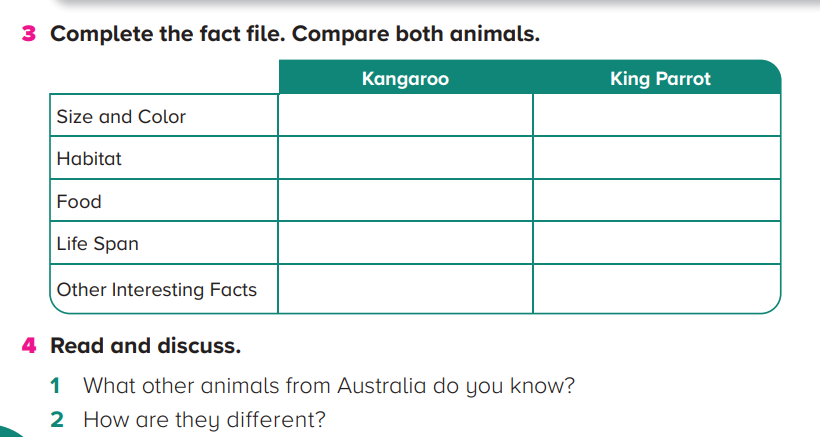 3 Complete the fact file. Compare both animals.
Kangaroo King Parrot
Size and Color
Habitat
Food
Life Span
Other Interesting Facts
4 Read and discuss.
1 What other animals from Australia do you know?
2 How are they different?